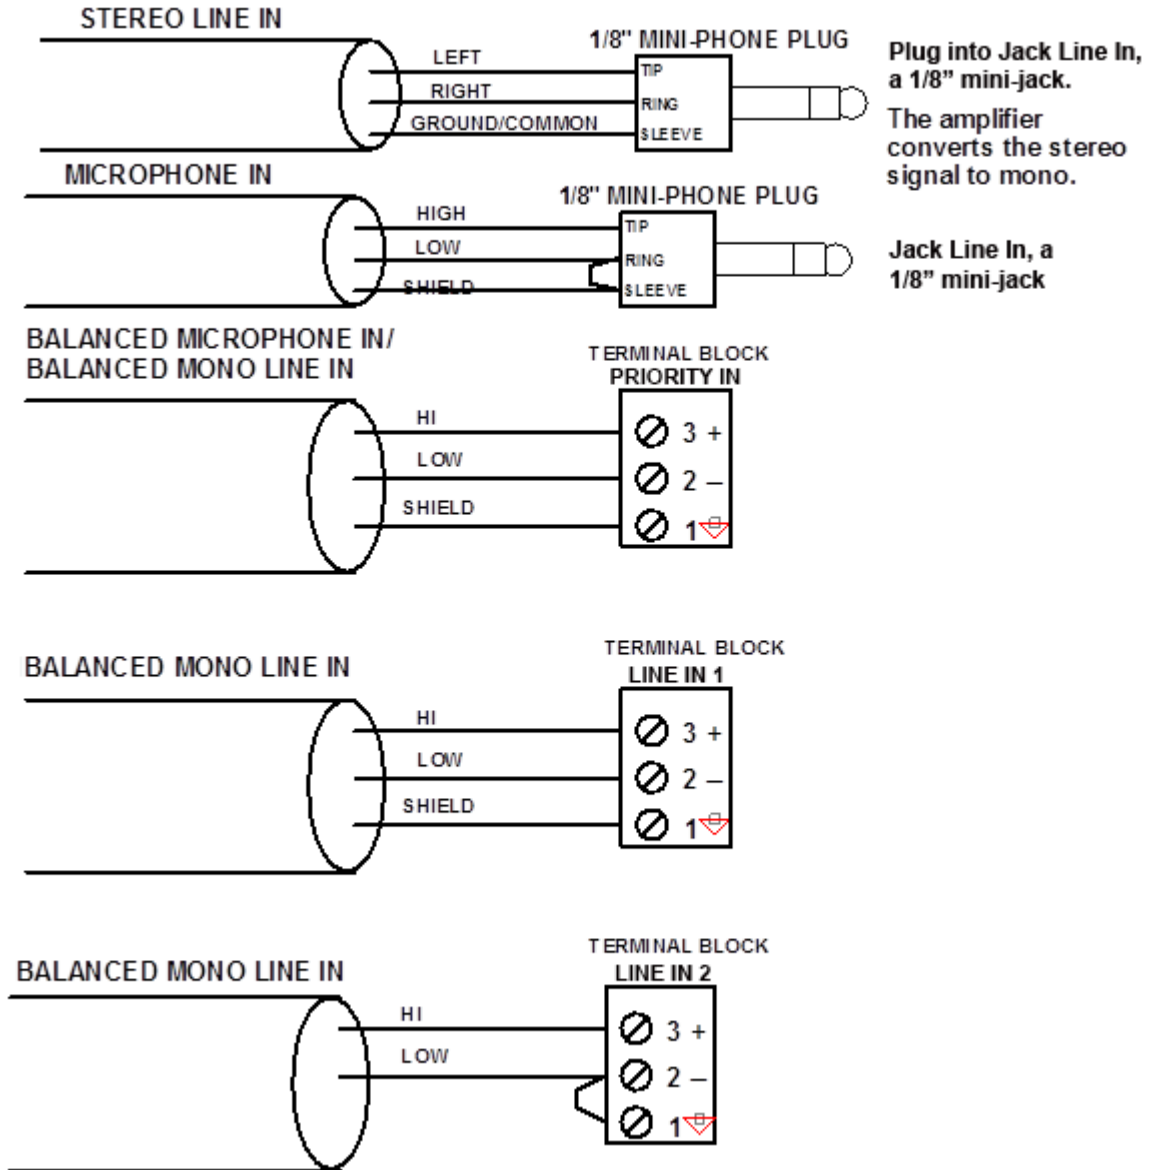 STEREO LINE IN
1/8" MINI-PHONE PLUG
LEFT
RIGHT
GROUND/COMMON
TIP
RING
SLEEVE
Plug into Jack Line In,
a 1/8” mini-jack.
The amplifier
converts the stereo
signal to mono.
MICROPHONE IN
1/8" MINI-PHONE PLUG
HIGH
LOW
SHIELD
TIP
RING
SLEEVE
Jack Line In, a
1/8” mini-jack
BALANCED MICROPHONE IN/
BALANCED MONO LINE IN
TERMINAL BLOCK
PRIORITY IN
HI
LOW
SHIELD
3 +
2 –
1
BALANCED MONO LINE IN
TERMINAL BLOCK
LINE IN 1
HI
LOW
SHIELD
3 +
2 –
1
BALANCED MONO LINE IN
TERMINAL BLOCK
LINE IN 2
HI
LOW
3 +
2 –
1